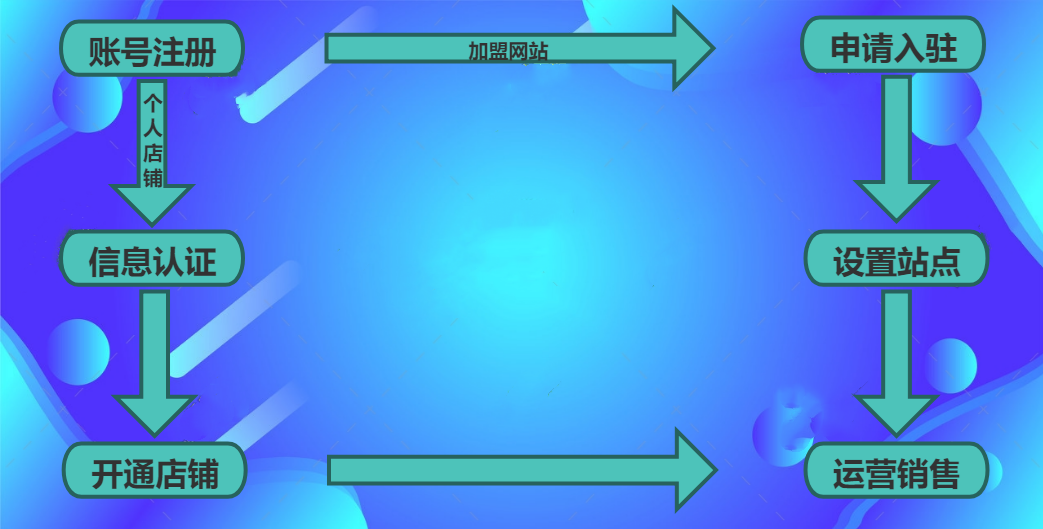 账号注册
加盟网站
申请入驻
个人店铺
信息认证
设置站点
开通店铺
运营销售